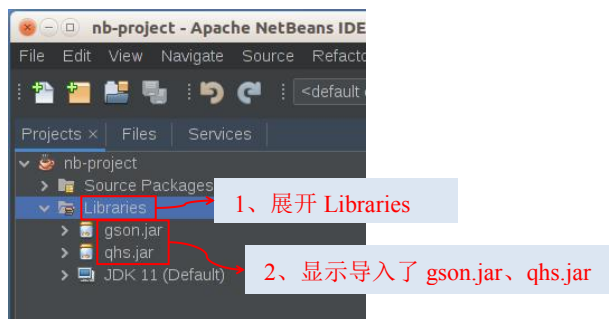 nb-project - Apache NetBeans IDE
File Edit View Navigate Source Refacto
<default c
Projects × Files Services
nb-project
Source Packages
Libraries
1、展开 Libraries
gson.jar
qhs.jar
2、显示导入了 gson.jar、qhs.jar
JDK 11 (Default)